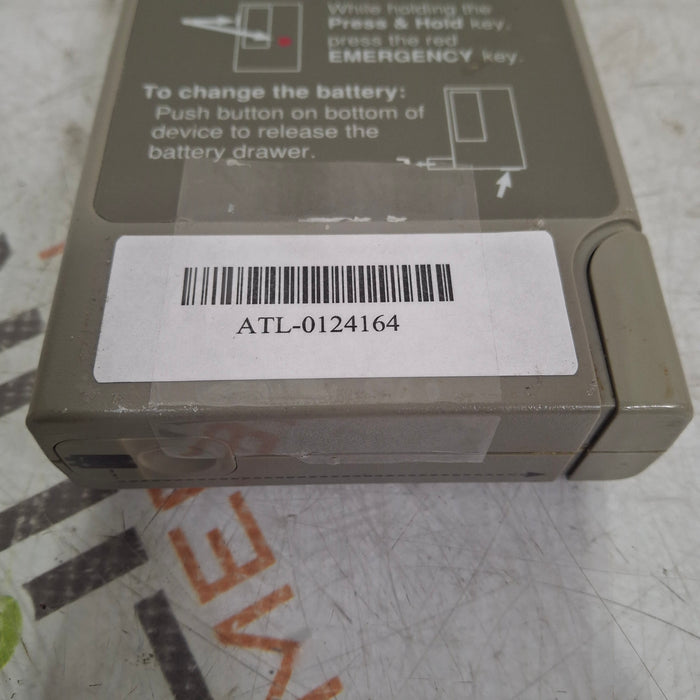 While holding the
Press & Hold key,
press the red
EMERGENCY key.
To change the battery:
Push button on bottom of
device to release the
battery drawer.
ATL-0124164